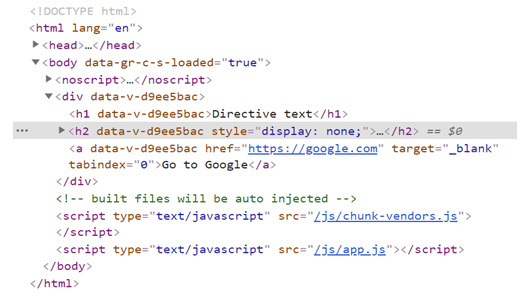 <!DOCTYPE html>
<html lang="en">
<head>…</head>
<body data-gr-c-s-loaded="true">
<noscript>…</noscript>
<div data-v-d9ee5bac>
<h1 data-v-d9ee5bac>Directive text</h1>
… <h2 data-v-d9ee5bac style="display: none;">…</h2> == $0
<a data-v-d9ee5bac href="https://google.com" target="_blank"
tabindex="0">Go to Google</a>
</div>
<!-- built files will be auto injected -->
<script type="text/javascript" src="/js/chunk-vendors.js">
</script>
<script type="text/javascript" src="/js/app.js"></script>
</body>
</html>